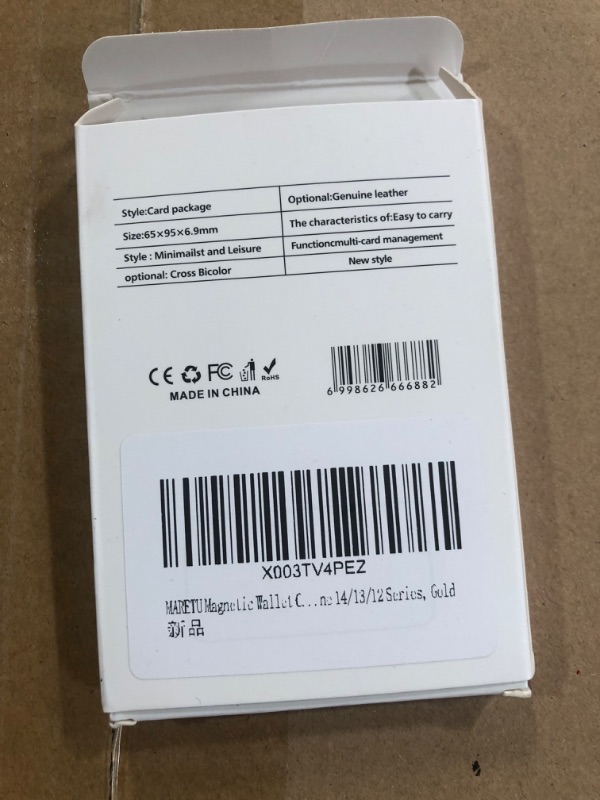 Style:Card package
Optional:Genuine leather
Size:65×95×6.9mm
The characteristics of:Easy to carry
Style : Minimailst and Leisure
Functioncmulti-card management
optional: Cross Bicolor
New style
CE FC RoHS
MADE IN CHINA
6 998626 666882
X003TV4PEZ
MARETU Magnetic Wallet C...ne 14/13/12 Series, Gold
新品